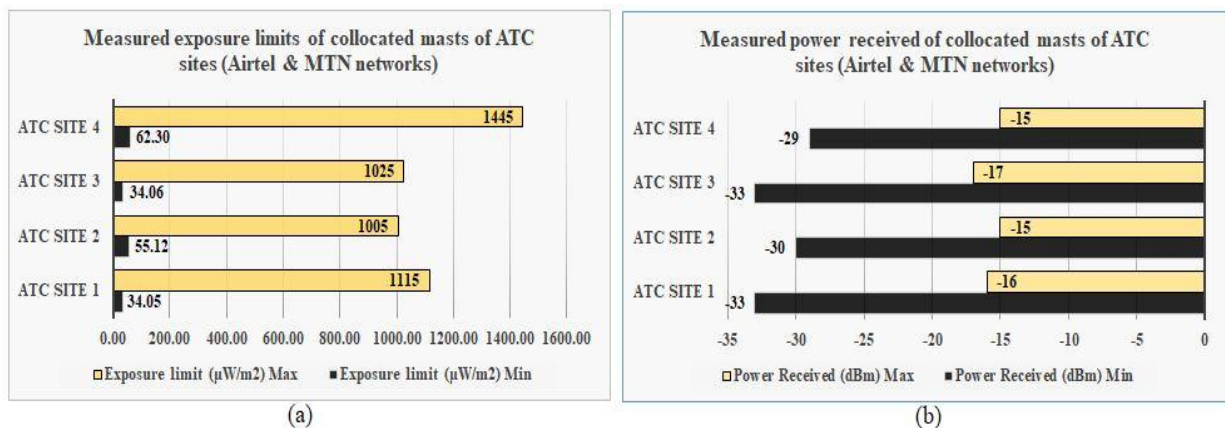 Measured exposure limits of collocated masts of ATC
sites (Airtel & MTN networks)
ATC SITE 4
1445
62.30
ATC SITE 3
1025
34.06
ATC SITE 2
1005
55.12
ATC SITE 1
1115
34.05
0.00 200.00 400.00 600.00 800.00 1000.00 1200.00 1400.00 1600.00
Exposure limit (µW/m2) Max Exposure limit (µW/m2) Min
(a)
Measured power received of collocated masts of ATC
sites (Airtel & MTN networks)
ATC SITE 4
-15
-29
ATC SITE 3
-17
-33
ATC SITE 2
-15
-30
ATC SITE 1
-16
-33
-35 -30 -25 -20 -15 -10 -5 0
Power Received (dBm) Max Power Received (dBm) Min
(b)